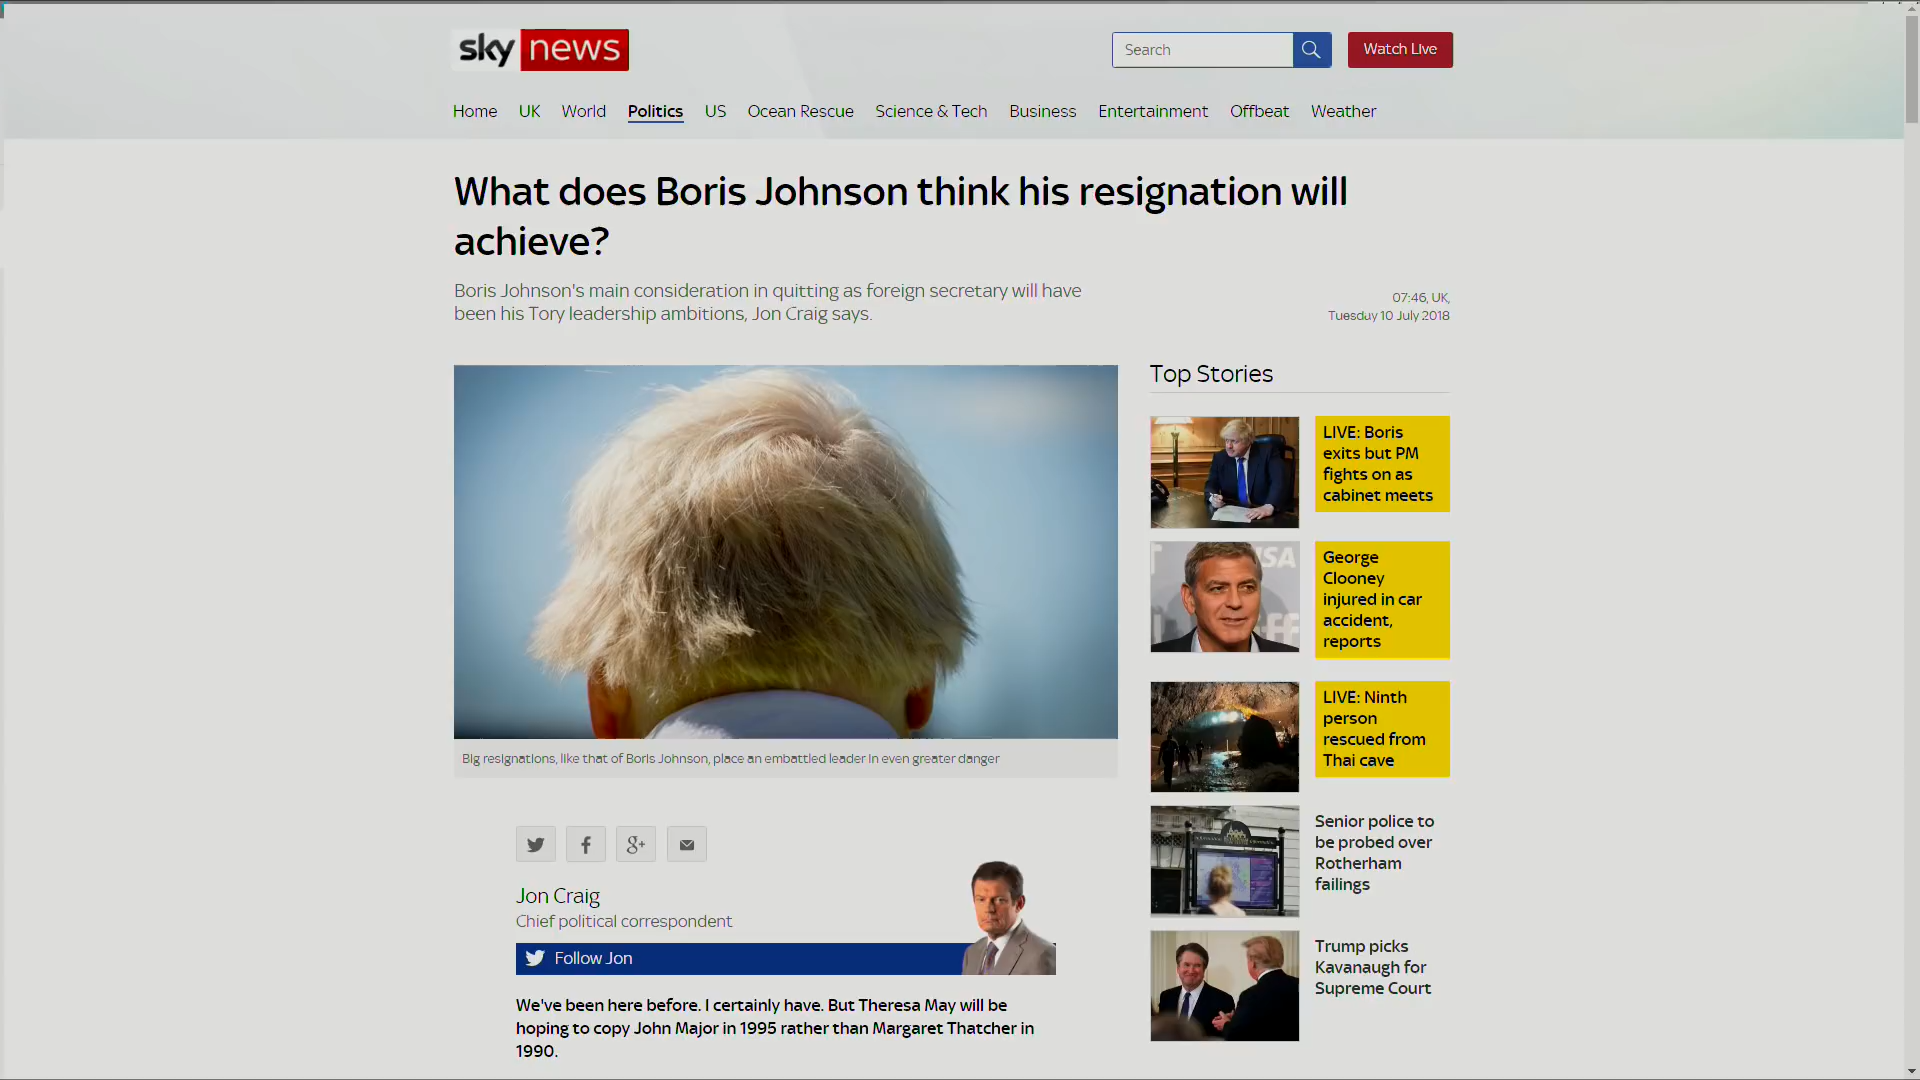 sky news
Search
Watch Live
Home UK World Politics US Ocean Rescue Science & Tech Business Entertainment Offbeat Weather
What does Boris Johnson think his resignation will
achieve?
Boris Johnson's main consideration in quitting as foreign secretary will have
been his Tory leadership ambitions, Jon Craig says.
07:46, UK,
Tuesday 10 July 2018
Big resignations, like that of Boris Johnson, place an embattled leader in even greater danger
g+
Jon Craig
Chief political correspondent
Follow Jon
We've been here before. I certainly have. But Theresa May will be
hoping to copy John Major in 1995 rather than Margaret Thatcher in
1990.
Top Stories
LIVE: Boris
exits but PM
fights on as
cabinet meets
George
Clooney
injured in car
accident,
reports
LIVE: Ninth
person
rescued from
Thai cave
Senior police to
be probed over
Rotherham
failings
Trump picks
Kavanaugh for
Supreme Court